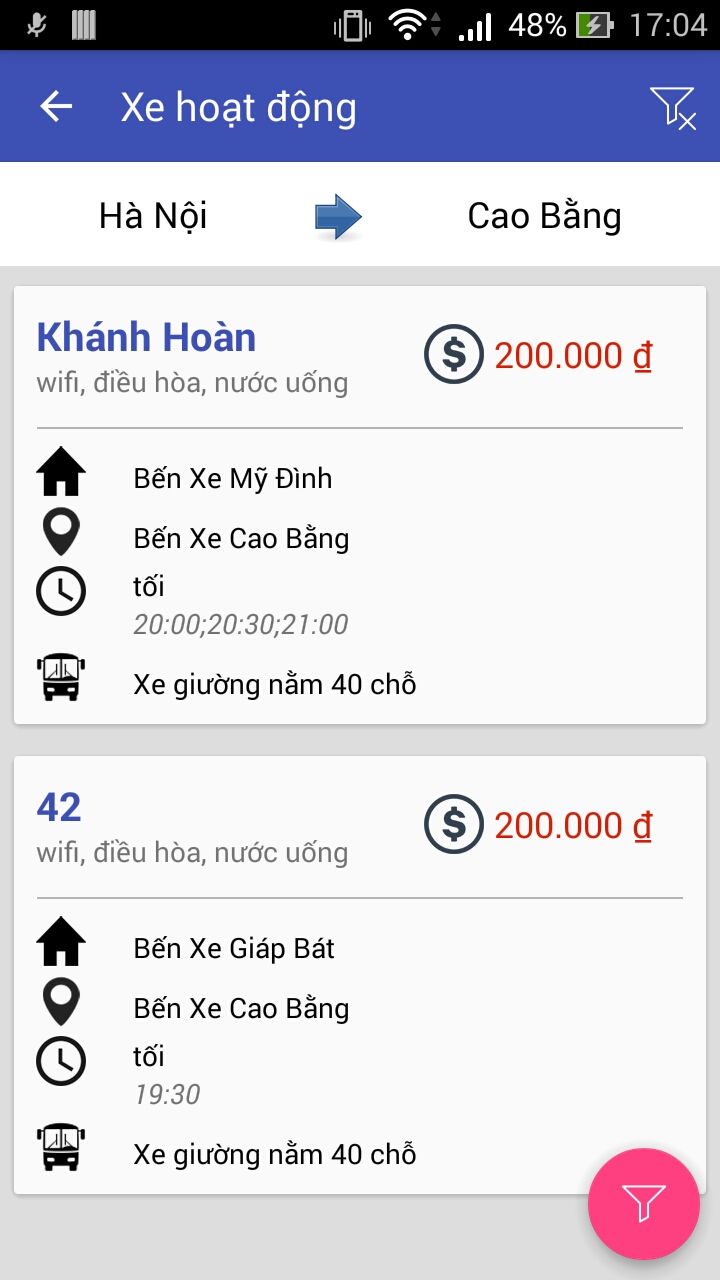 48% 17:04
Xe hoạt động
Hà Nội Cao Bằng
Khánh Hoàn
200.000 ₫
wifi, điều hòa, nước uống
Bến Xe Mỹ Đình
Bến Xe Cao Bằng
tối
20:00;20:30;21:00
Xe giường nằm 40 chỗ
42
200.000 ₫
wifi, điều hòa, nước uống
Bến Xe Giáp Bát
Bến Xe Cao Bằng
tối
19:30
Xe giường nằm 40 chỗ